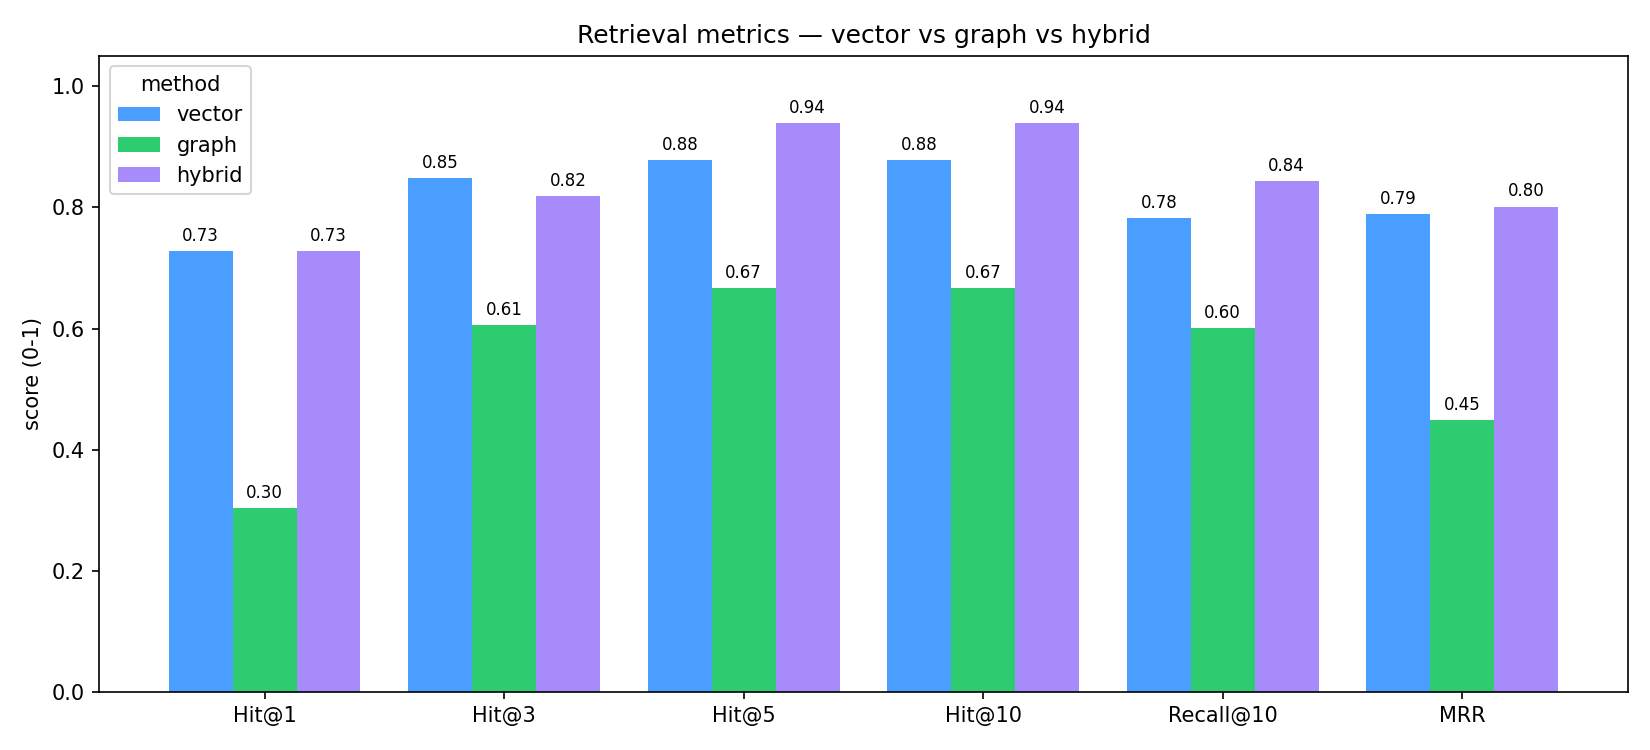 Retrieval metrics — vector vs graph vs hybrid
method
vector
graph
hybrid
score (0-1)
1.0
0.8
0.6
0.4
0.2
0.0
0.73 0.30 0.73
0.85 0.61 0.82
0.88 0.67 0.94
0.88 0.67 0.94
0.78 0.60 0.84
0.79 0.45 0.80
Hit@1 Hit@3 Hit@5 Hit@10 Recall@10 MRR